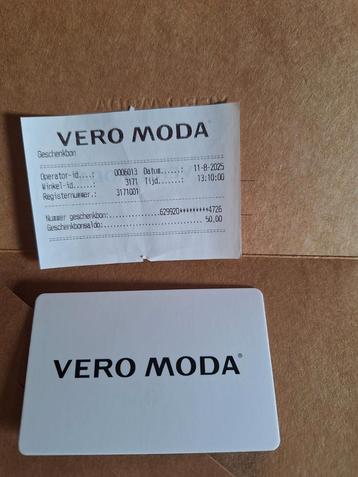 VERO MODA
Geschenkbon
Operator-id....: 0006013 Datum.....: 11-8-2025
Winkel-id......: 3171 Tijd......: 13:10:00
Registernummer.: 3171001
Nummer geschenkbon: 629920*********4726
Geschenkbonsaldo: 50,00
VERO MODA®